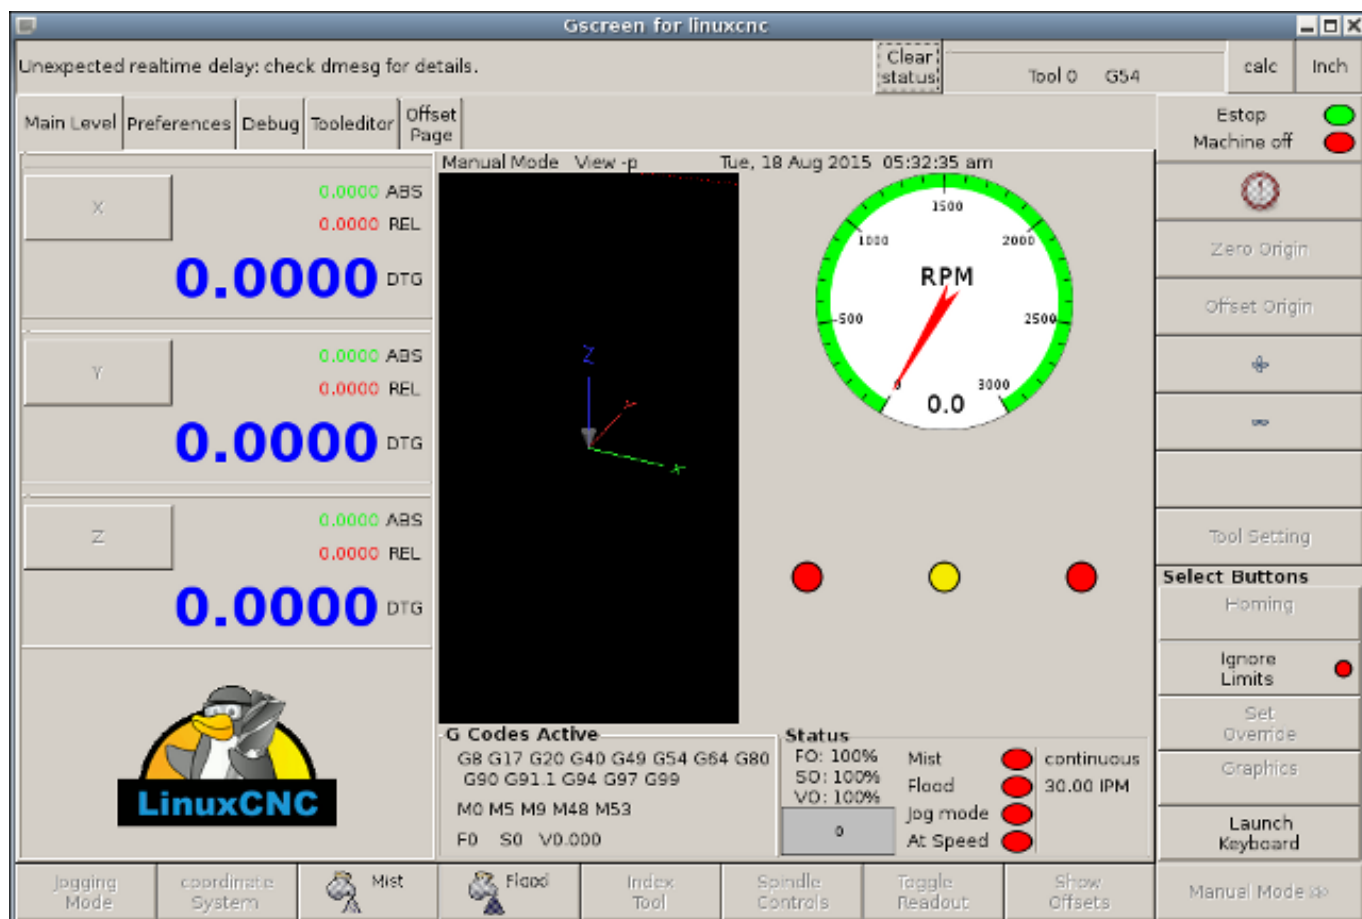 Gscreen for linuxcnc
Unexpected realtime delay: check dmesg for details.
Clear
status
Tool 0 G54
calc
Inch
Main Level
Preferences
Debug
Tooleditor
Offset
Page
Estop
Machine off
Manual Mode View -p Tue, 18 Aug 2015 05:32:35 am
X
0.0000 ABS
0.0000 REL
0.0000 DTG
Y
0.0000 ABS
0.0000 REL
0.0000 DTG
Z
0.0000 ABS
0.0000 REL
0.0000 DTG
LinuxCNC
Z
Y
X
1500
1000
2000
RPM
500
2500
0
3000
0.0
Zero Origin
Offset Origin
Tool Setting
Select Buttons
Homing
Ignore
Limits
Set
Override
Graphics
Launch
Keyboard
G Codes Active
G8 G17 G20 G40 G49 G54 G64 G80
G90 G91.1 G94 G97 G99
M0 M5 M9 M48 M53
F0 S0 V0.000
Status
FO: 100%
SO: 100%
VO: 100%
0
Mist
Flood
Jog mode
At Speed
continuous
30.00 IPM
Jogging
Mode
coordinate
System
Mist
Flood
Index
Tool
Spindle
Controls
Toggle
Readout
Show
Offsets
Manual Mode